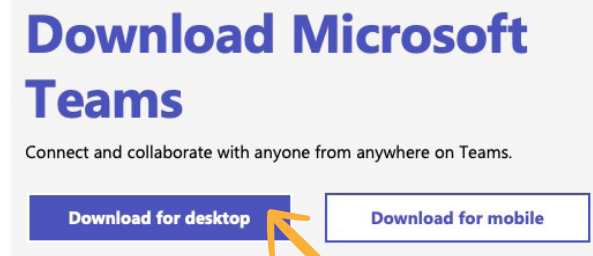 Download Microsoft
Teams
Connect and collaborate with anyone from anywhere on Teams.
Download for desktop
Download for mobile